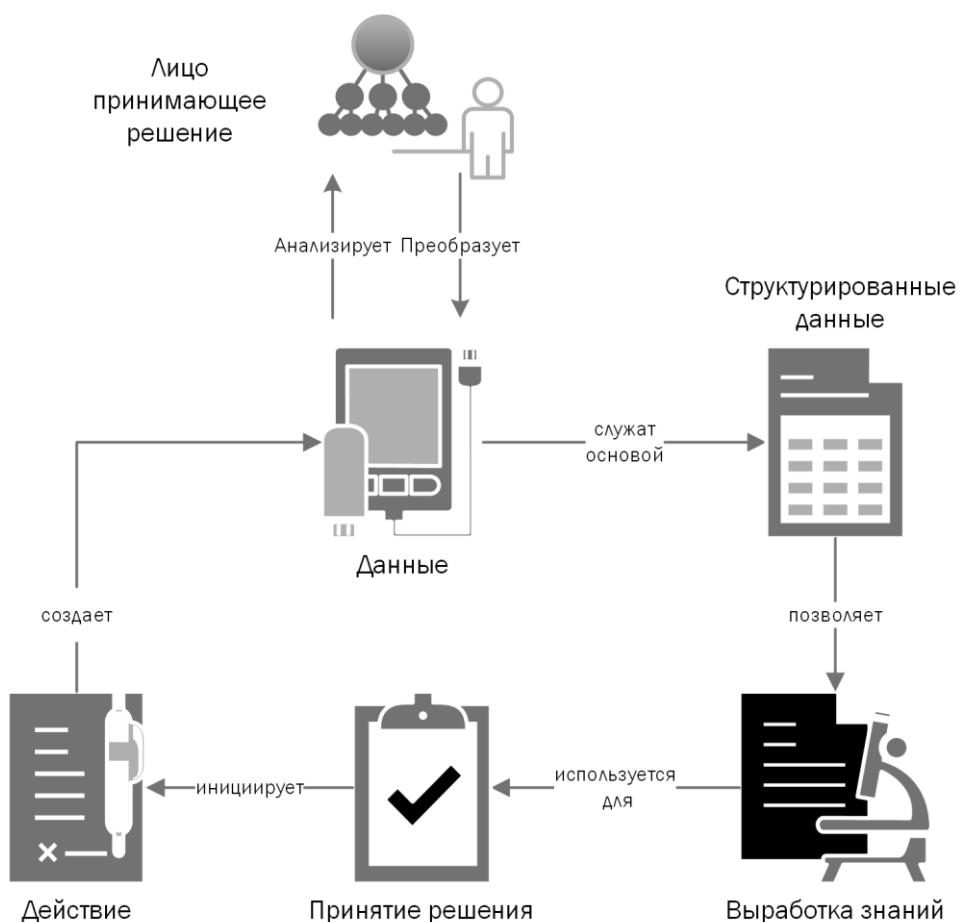 Лицо
принимающее
решение
Анализирует Преобразует
Структурированные
данные
служат
основой
Данные
создает
позволяет
инициирует
используется
для
Действие
Принятие решения
Выработка знаний